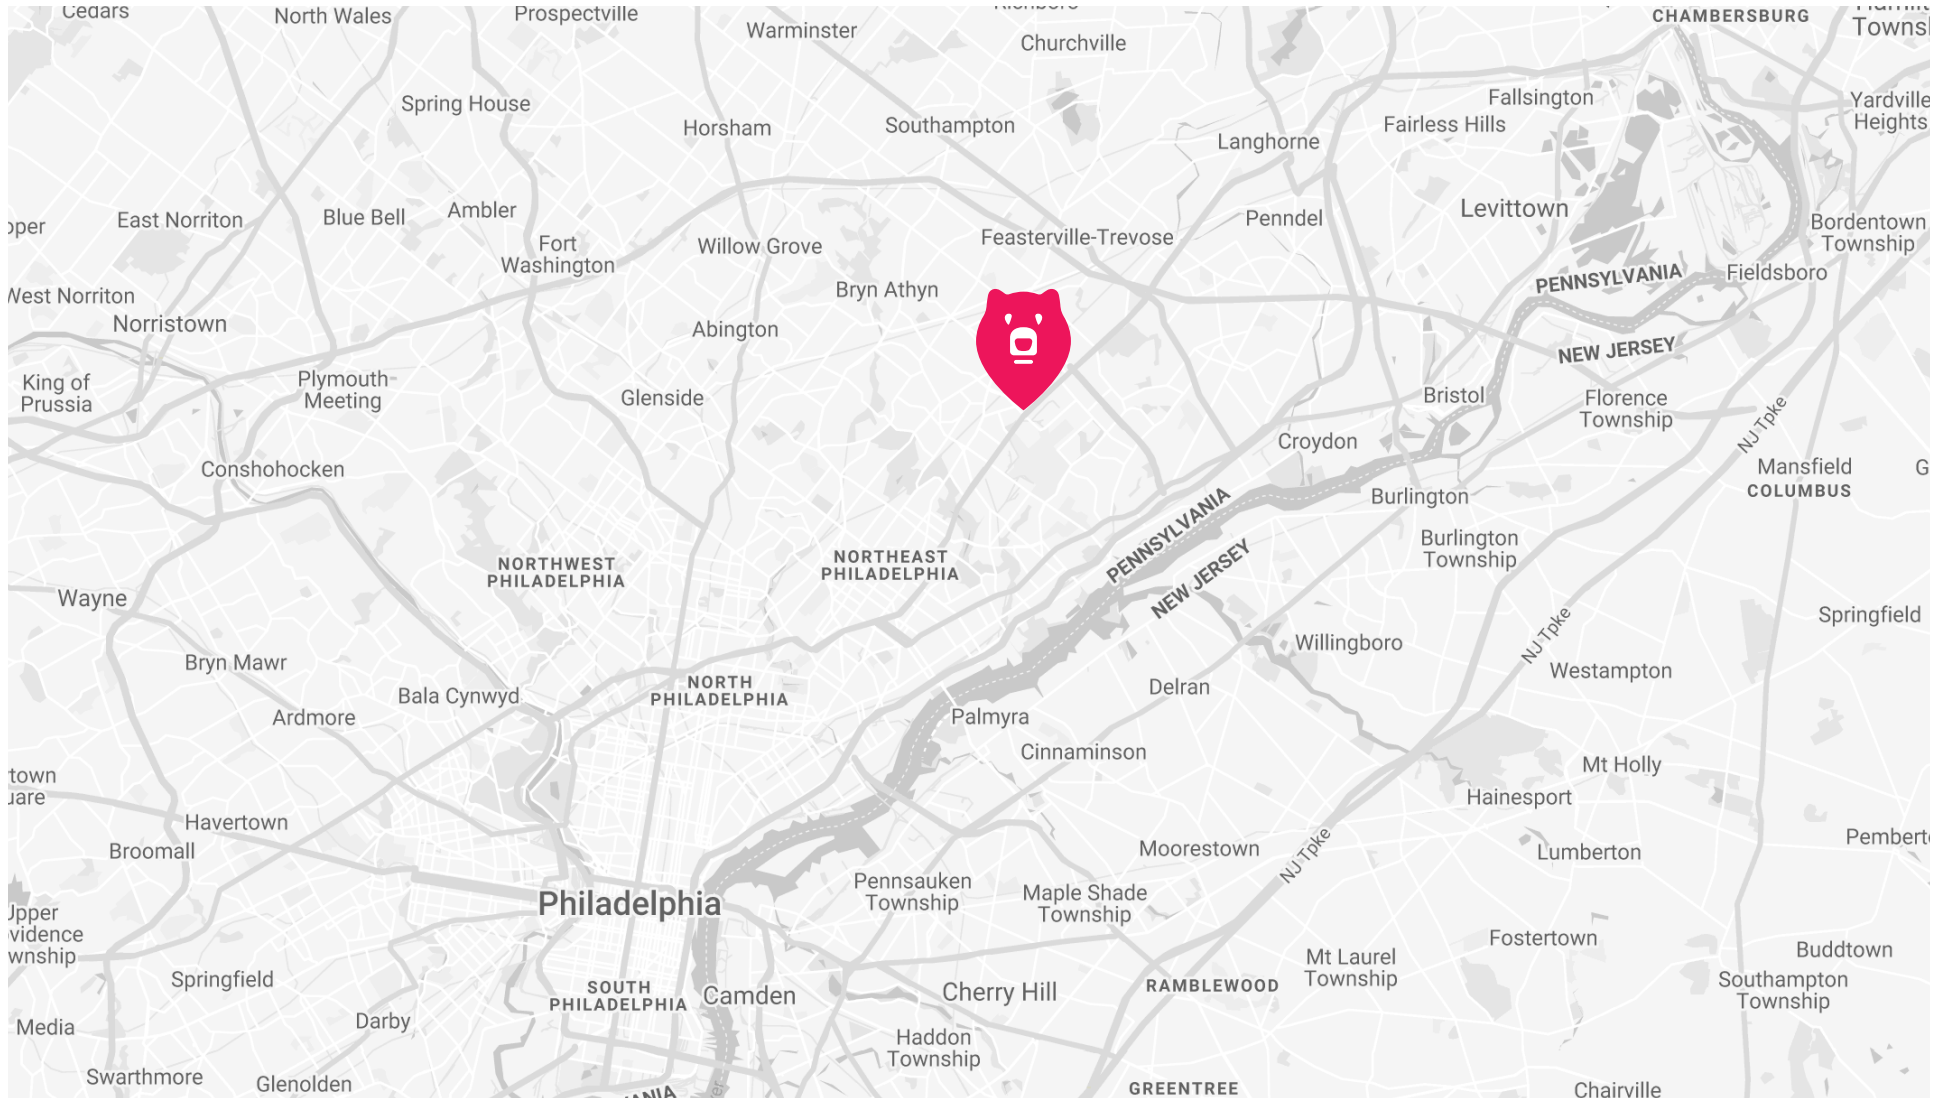 Cedars
North Wales
Prospectville
Warminster
Churchville
CHAMBERSBURG
Spring House
Horsham
Southampton
Langhorne
Fallsington
Fairless Hills
Yardville
Heights
East Norriton
Blue Bell
Ambler
Fort
Washington
Willow Grove
Feasterville-Trevose
Penndel
Levittown
Bordentown
Township
Bryn Athyn
PENNSYLVANIA
Fieldsboro
West Norriton
Norristown
Abington
NEW JERSEY
King of
Prussia
Plymouth
Meeting
Glenside
Bristol
Florence
Township
NJ Tpke
Croydon
Conshohocken
Mansfield
COLUMBUS
Burlington
PENNSYLVANIA
NEW JERSEY
Burlington
Township
NORTHWEST
PHILADELPHIA
NORTHEAST
PHILADELPHIA
Wayne
Springfield
Willingboro
NJ Tpke
Westampton
Bryn Mawr
Bala Cynwyd
NORTH
PHILADELPHIA
Delran
Ardmore
Palmyra
Cinnaminson
Mt Holly
Hainesport
Havertown
Broomall
Moorestown
NJ Tpke
Lumberton
Philadelphia
Pennsauken
Township
Maple Shade
Township
Fostertown
Buddtown
Mt Laurel
Township
Springfield
SOUTH
PHILADELPHIA
Camden
Cherry Hill
RAMBLEWOOD
Southampton
Township
Media
Darby
Haddon
Township
Swarthmore
Glenolden
GREENTREE
Chairville